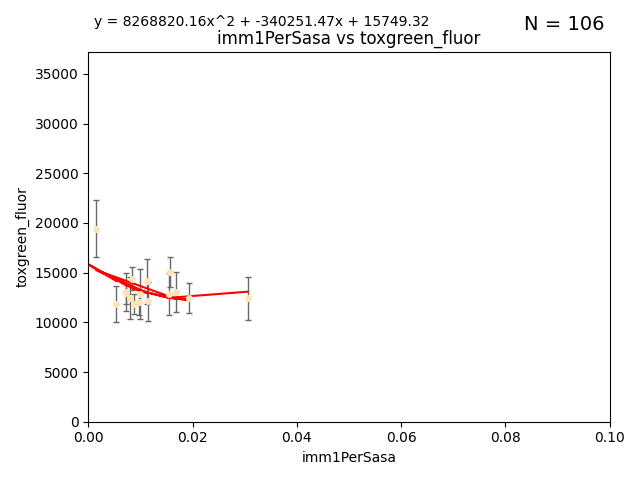 y = 8268820.16x^2 + -340251.47x + 15749.32
N = 106
imm1PerSasa vs toxgreen_fluor
toxgreen_fluor
35000
30000
25000
20000
15000
10000
5000
0
0.00 0.02 0.04 0.06 0.08 0.10
imm1PerSasa